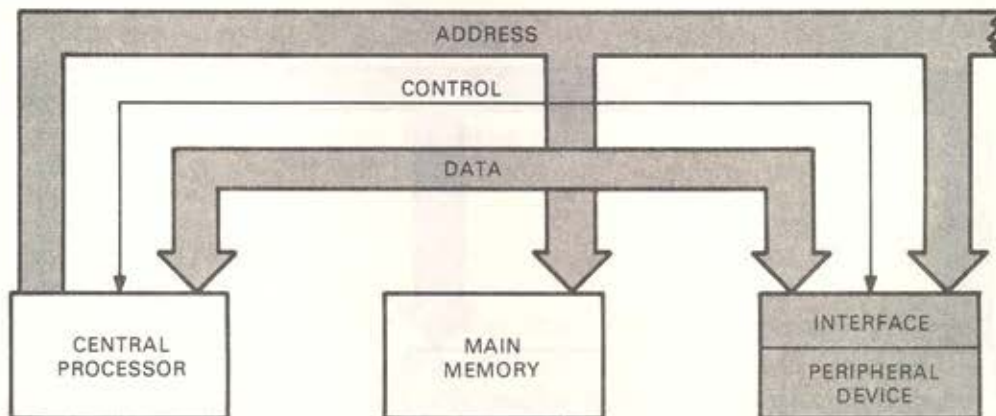 ADDRESS
CONTROL
DATA
CENTRAL
PROCESSOR
MAIN
MEMORY
INTERFACE
PERIPHERAL
DEVICE